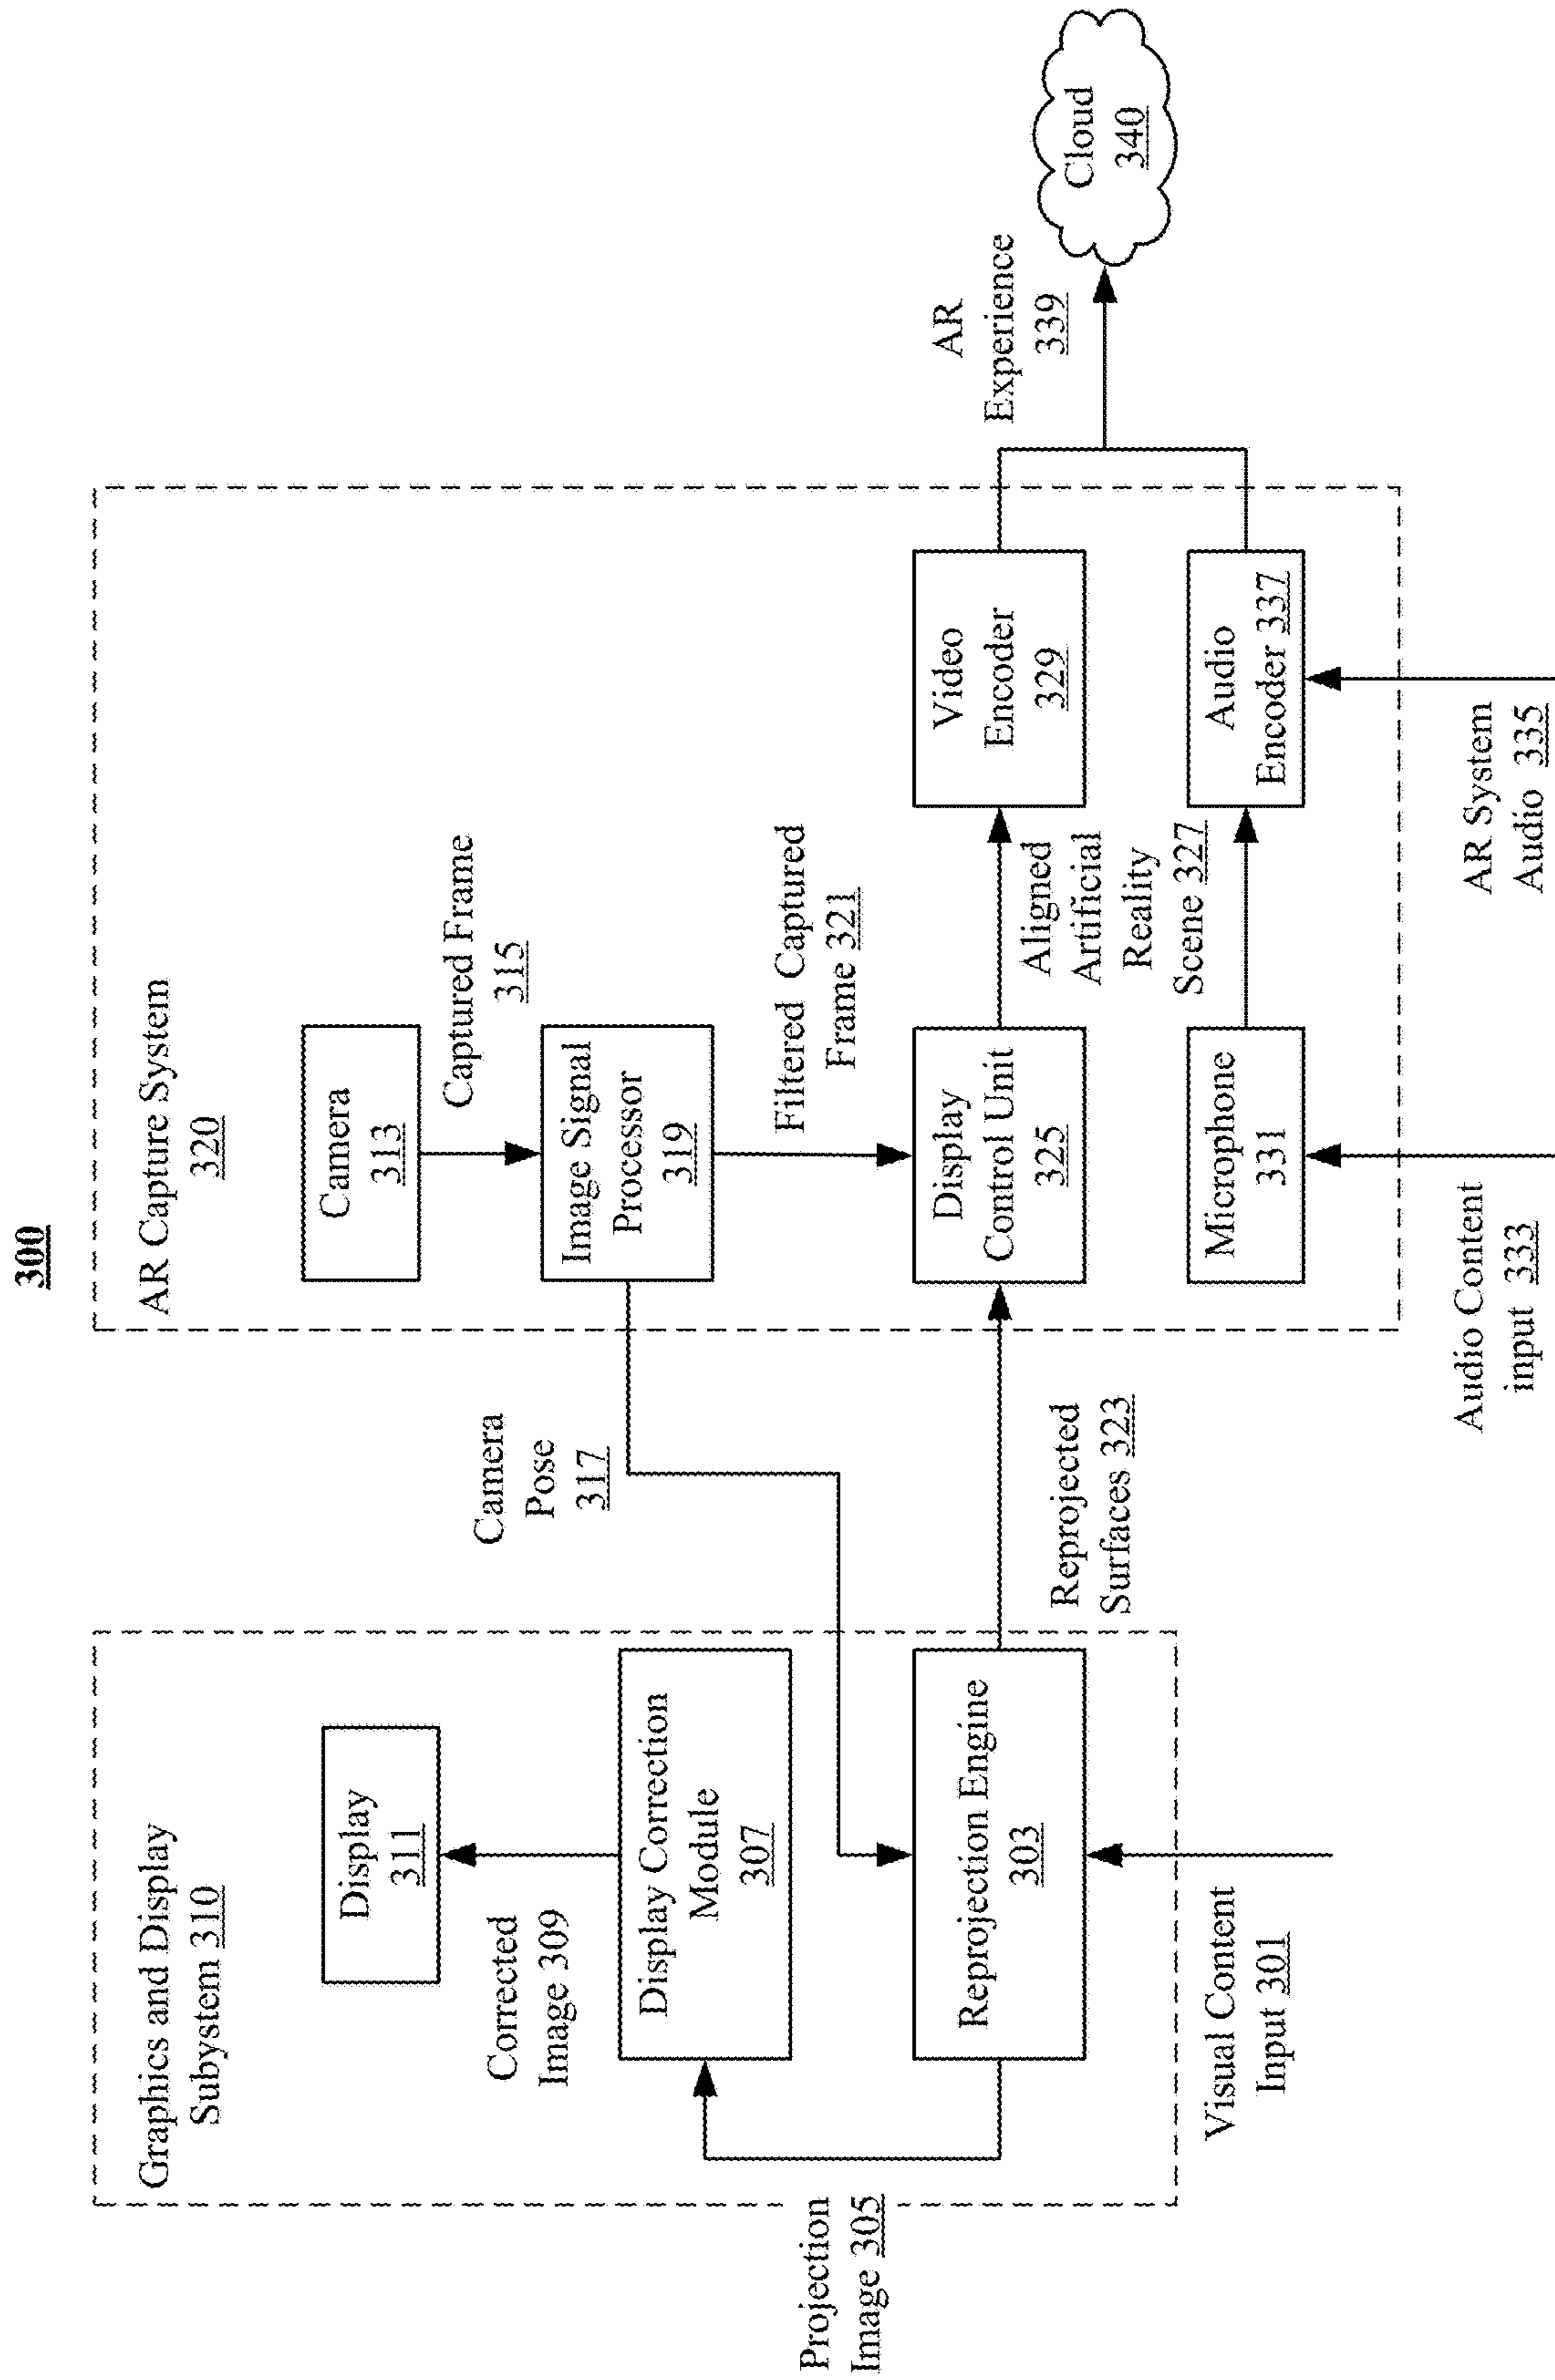 300
Graphics and Display
Subystem 310
Display
311
Corrected
Image 309
Display Correction
Module
307
Projection
Image 305
Reprojection Engine
303
Visual Content
Input 301
Camera
Pose
317
Reprojected
Surfaces 323
AR Capture System
320
Camera
313
Captured Frame
315
Image Signal
Processor
319
Filtered Captured
Frame 321
Display
Control Unit
325
Aligned
Artificial
Reality
Scene 327
Video
Encoder
329
Microphone
331
Audio
Encoder 337
Audio Content
input 333
AR System
Audio 335
AR
Experience
339
Cloud
340